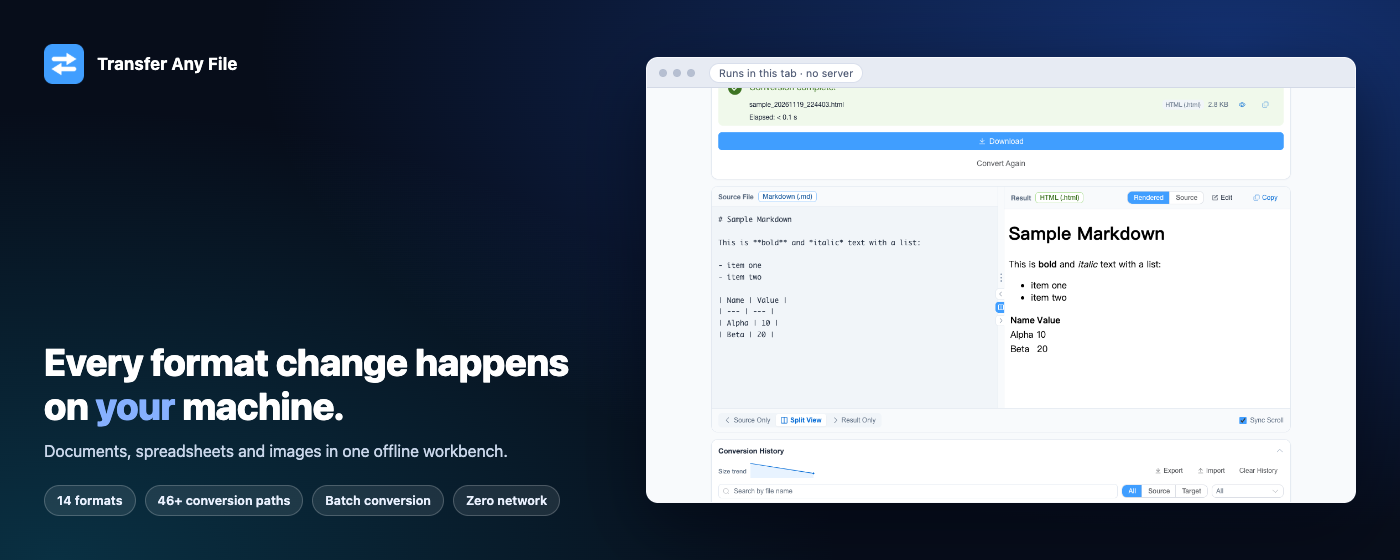 Transfer Any File
Every format change happens
on your machine.
Documents, spreadsheets and images in one offline workbench.
14 formats
46+ conversion paths
Batch conversion
Zero network
Runs in this tab · no server
Conversion complete.
sample_20261119_224403.html
HTML (.html)
2.8 KB
Elapsed: < 0.1 s
Download
Convert Again
Source File
Markdown (.md)
# Sample Markdown
This is **bold** and *italic* text with a list:
- item one
- item two
| Name | Value |
| --- | --- |
| Alpha | 10 |
| Beta | 20 |
Result
HTML (.html)
Rendered
Source
Edit
Copy
Sample Markdown
This is bold and italic text with a list:
• item one
• item two
Name Value
Alpha 10
Beta 20
Source Only
Split View
Result Only
Sync Scroll
Conversion History
Size trend
Export
Import
Clear History
Search by file name
All
Source
Target
All